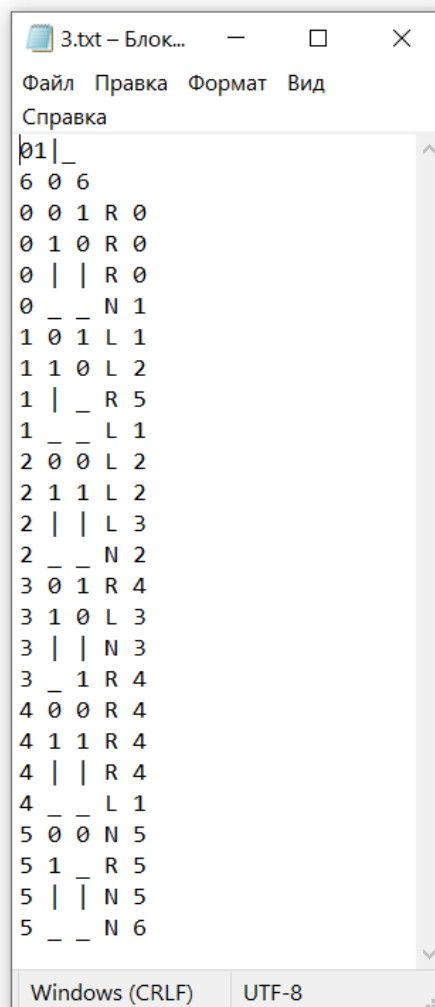 3.txt – Блок...
Файл Правка Формат Вид
Справка
01|_
6 0 6
0 0 1 R 0
0 1 0 R 0
0 | | R 0
0 _ _ N 1
1 0 1 L 1
1 1 0 L 2
1 | _ R 5
1 _ _ L 1
2 0 0 L 2
2 1 1 L 2
2 | | L 3
2 _ _ N 2
3 0 1 R 4
3 1 0 L 3
3 | | N 3
3 _ 1 R 4
4 0 0 R 4
4 1 1 R 4
4 | | R 4
4 _ _ L 1
5 0 0 N 5
5 1 _ R 5
5 | | N 5
5 _ _ N 6
Windows (CRLF) UTF-8